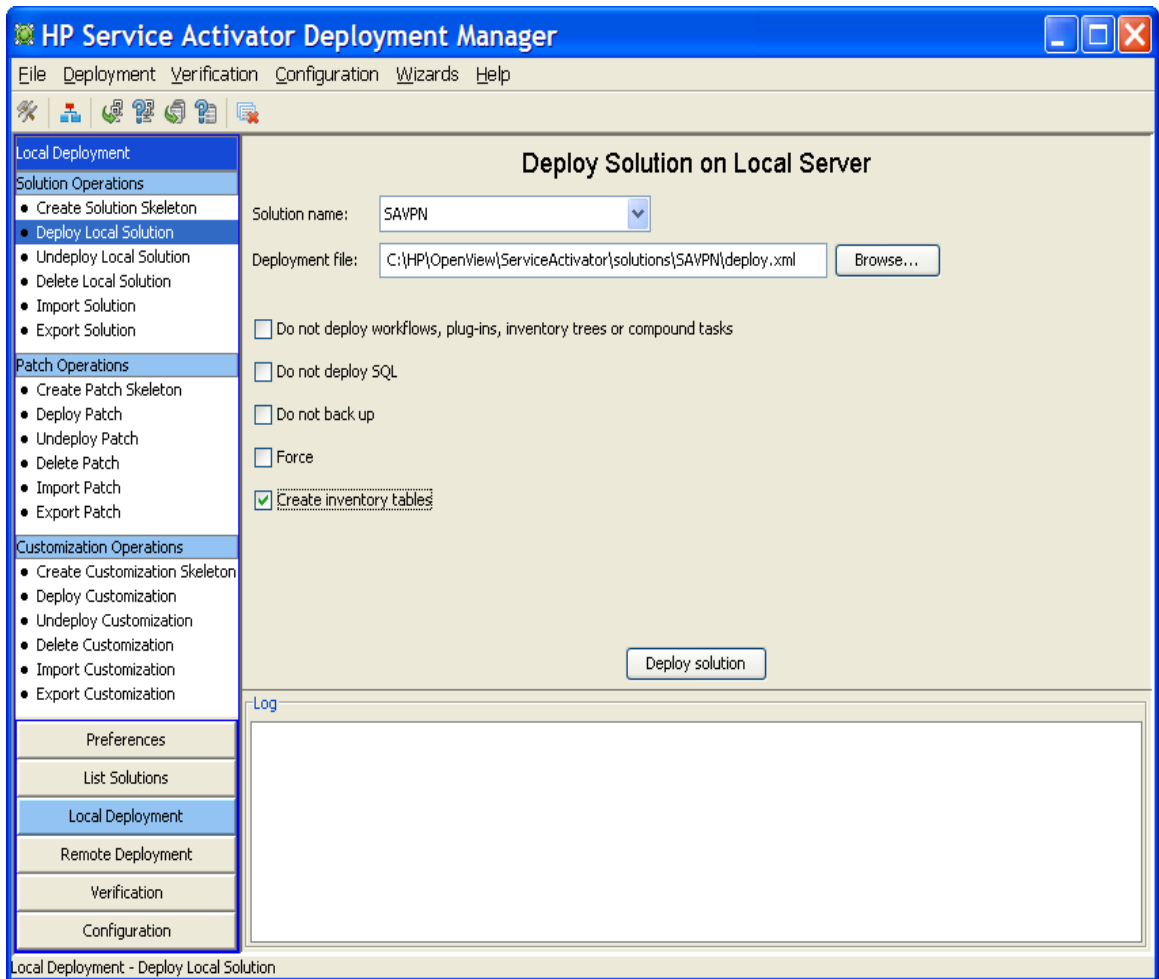 HP Service Activator Deployment Manager
File Deployment Verification Configuration Wizards Help
Local Deployment
Solution Operations
• Create Solution Skeleton
• Deploy Local Solution
• Undeploy Local Solution
• Delete Local Solution
• Import Solution
• Export Solution
Patch Operations
• Create Patch Skeleton
• Deploy Patch
• Undeploy Patch
• Delete Patch
• Import Patch
• Export Patch
Customization Operations
• Create Customization Skeleton
• Deploy Customization
• Undeploy Customization
• Delete Customization
• Import Customization
• Export Customization
Preferences
List Solutions
Local Deployment
Remote Deployment
Verification
Configuration
Deploy Solution on Local Server
Solution name: SAVPN
Deployment file: C:\HP\OpenView\ServiceActivator\solutions\SAVPN\deploy.xml Browse...
Do not deploy workflows, plug-ins, inventory trees or compound tasks
Do not deploy SQL
Do not back up
Force
Create inventory tables
Deploy solution
Log
Local Deployment - Deploy Local Solution